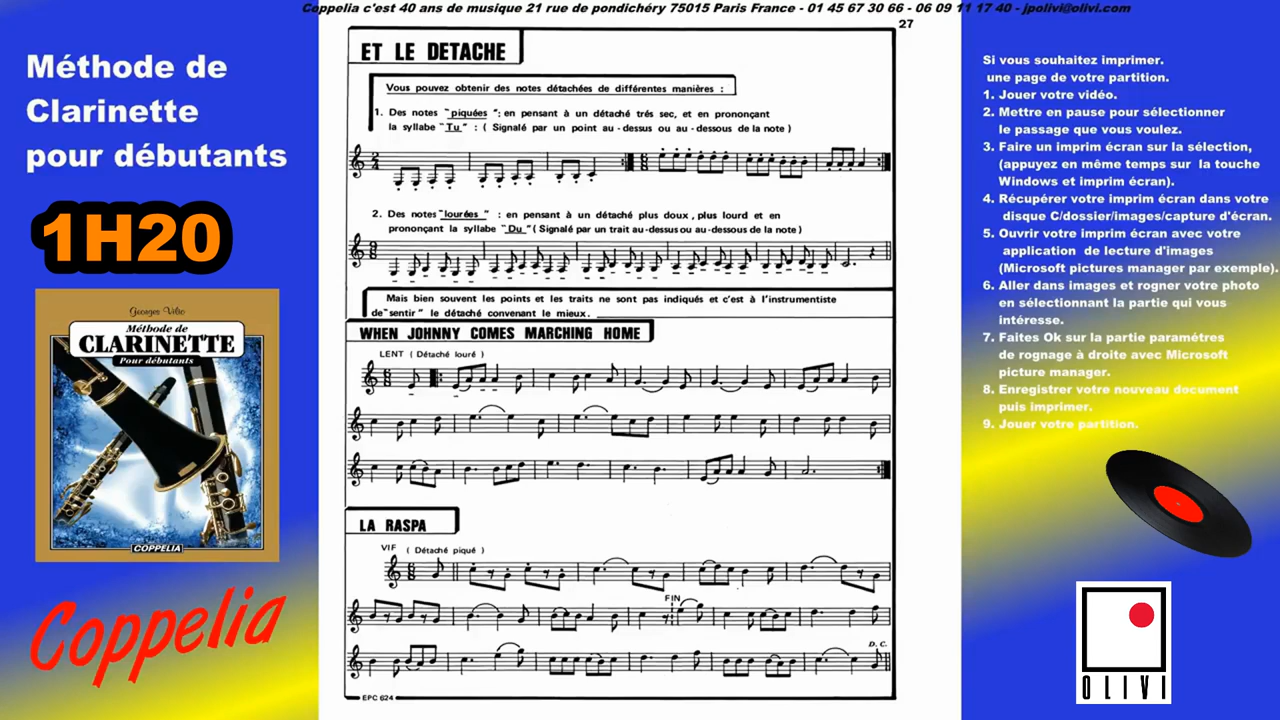 Coppelia c'est 40 ans de musique 21 rue de pondichéry 75015 Paris France - 01 45 67 30 66 - 06 09 11 17 40 - jpolivi@olivi.com
Méthode de
Clarinette
pour débutants
1H20
Georges Vélio
Méthode de
CLARINETTE
Pour débutants
COPPELIA
Coppelia
27
ET LE DETACHE
Vous pouvez obtenir des notes détachées de différentes manières :
1. Des notes "piquées": en pensant à un détaché trés sec, et en prononçant
la syllabe "Tu" : ( Signalé par un point au-dessus ou au-dessous de la note )
2. Des notes "lourées" : en pensant à un détaché plus doux, plus lourd et en
prononçant la syllabe "Du" ( Signalé par un trait au-dessus ou au-dessous de la note )
Mais bien souvent les points et les traits ne sont pas indiqués et c'est à l'instrumentiste
de "sentir" le détaché convenant le mieux.
WHEN JOHNNY COMES MARCHING HOME
LENT ( Détaché louré )
LA RASPA
VIF ( Détaché piqué )
FIN
D. C.
EPC 624
Si vous souhaitez imprimer.
une page de votre partition.
1. Jouer votre vidéo.
2. Mettre en pause pour sélectionner
le passage que vous voulez.
3. Faire un imprim écran sur la sélection,
(appuyez en même temps sur la touche
Windows et imprim écran).
4. Récupérer votre imprim écran dans votre
disque C/dossier/images/capture d'écran.
5. Ouvrir votre imprim écran avec votre
application de lecture d'images
(Microsoft pictures manager par exemple).
6. Aller dans images et rogner votre photo
en sélectionnant la partie qui vous
intéresse.
7. Faites Ok sur la partie paramétres
de rognage à droite avec Microsoft
picture manager.
8. Enregistrer votre nouveau document
puis imprimer.
9. Jouer votre partition.
OLIVI